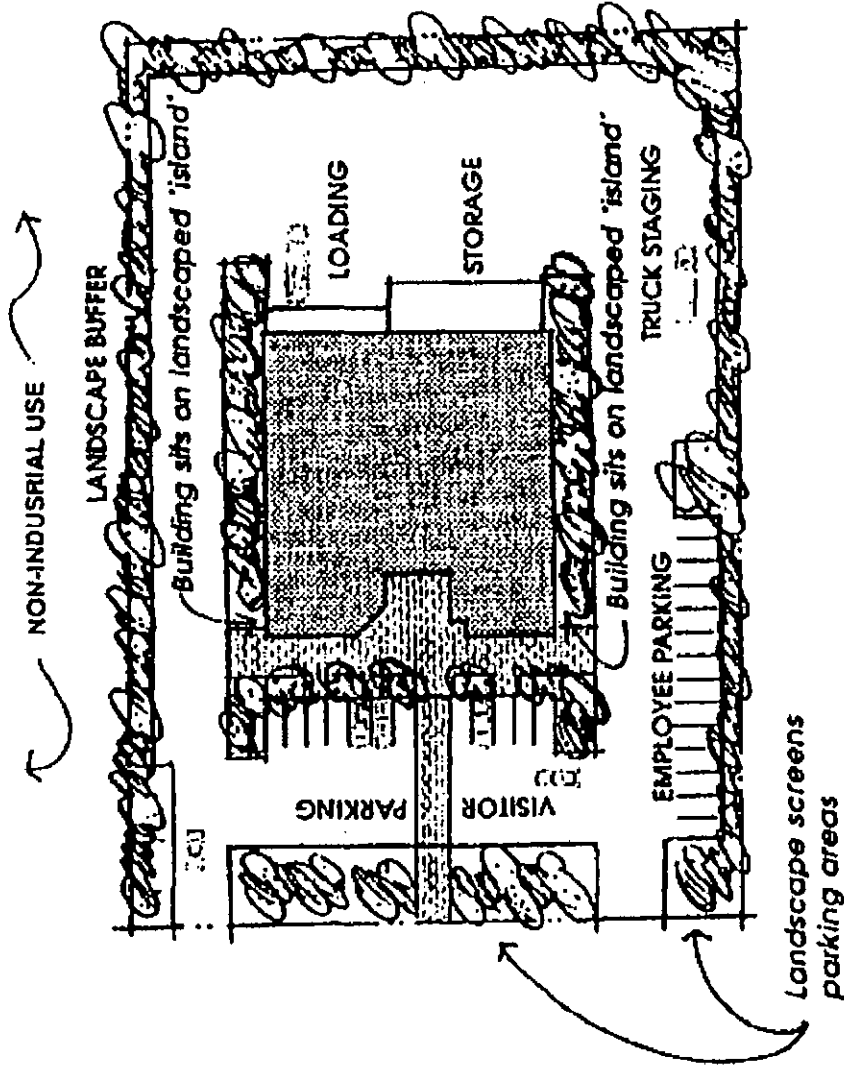 NON-INDUSRIAL USE
LANDSCAPE BUFFER
Building sits on landscaped "island"
LOADING
STORAGE
Building sits on landscaped "island"
TRUCK STAGING
VISITOR
PARKING
EMPLOYEE PARKING
Landscape screens
parking areas